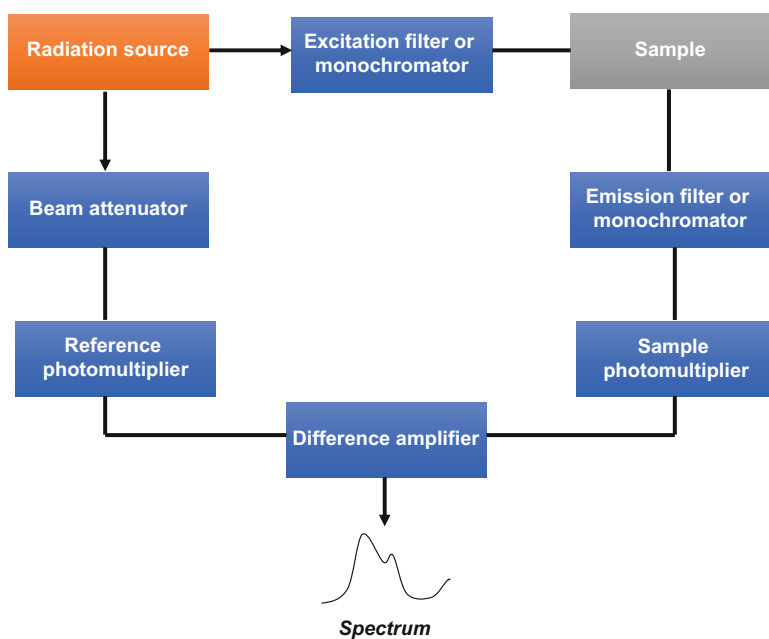 Radiation source
Excitation filter or
monochromator
Sample
Beam attenuator
Emission filter or
monochromator
Reference
photomultiplier
Sample
photomultiplier
Difference amplifier
Spectrum